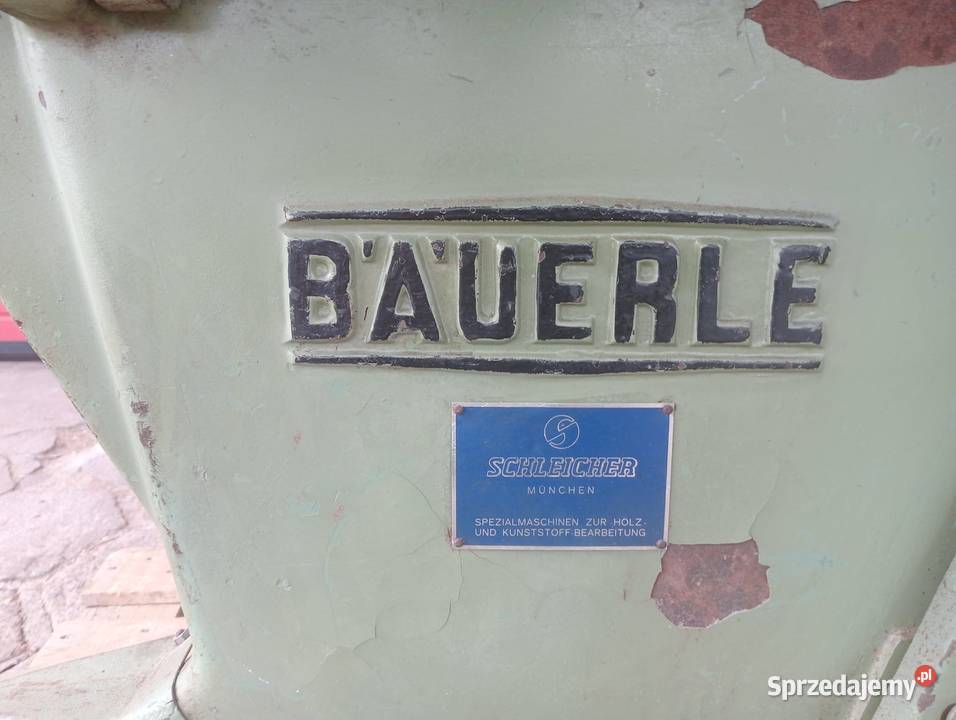 BÄUERLE
SCHLEICHER
MÜNCHEN
SPEZIALMASCHINEN ZUR HOLZ-
UND KUNSTSTOFF-BEARBEITUNG
Sprzedajemy.pl